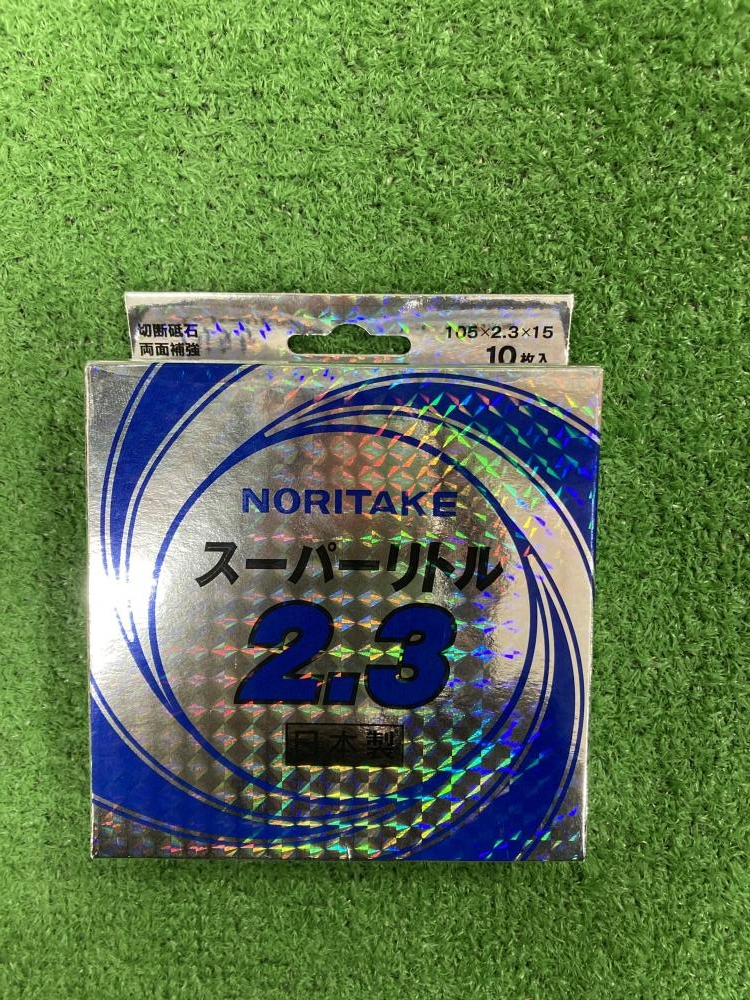 切断砥石
両面補強
105×2.3×15
10枚入
NORITAKE
スーパーリトル
2.3
日本製